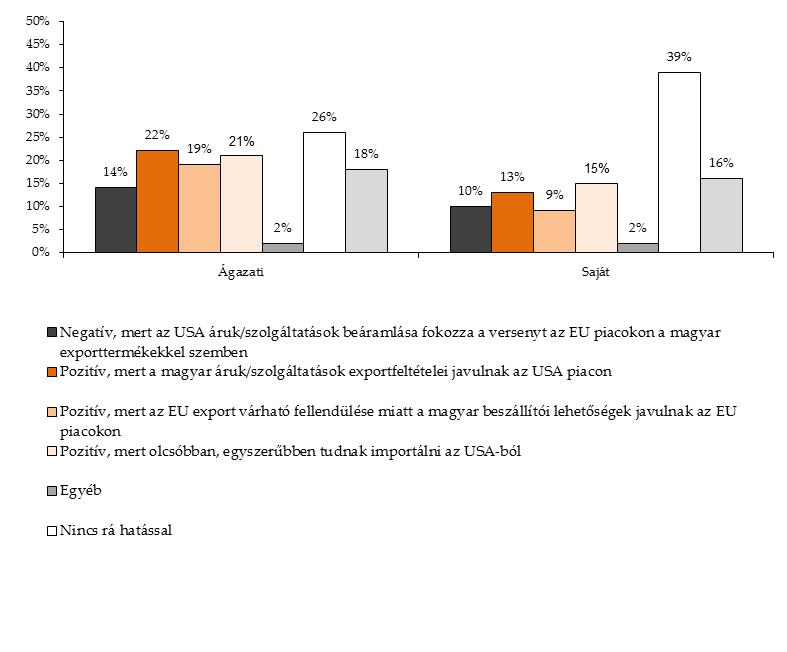 50%
45%
40%
35%
30%
25%
20%
15%
10%
5%
0%
14%
22%
19%
21%
2%
26%
18%
10%
13%
9%
15%
2%
39%
16%
Ágazati
Saját
Negatív, mert az USA áruk/szolgáltatások beáramlása fokozza a versenyt az EU piacokon a magyar
exporttermékekkel szemben
Pozitív, mert a magyar áruk/szolgáltatások exportfeltételei javulnak az USA piacon
Pozitív, mert az EU export várható fellendülése miatt a magyar beszállítói lehetőségek javulnak az EU
piacokon
Pozitív, mert olcsóbban, egyszerűbben tudnak importálni az USA-ból
Egyéb
Nincs rá hatással